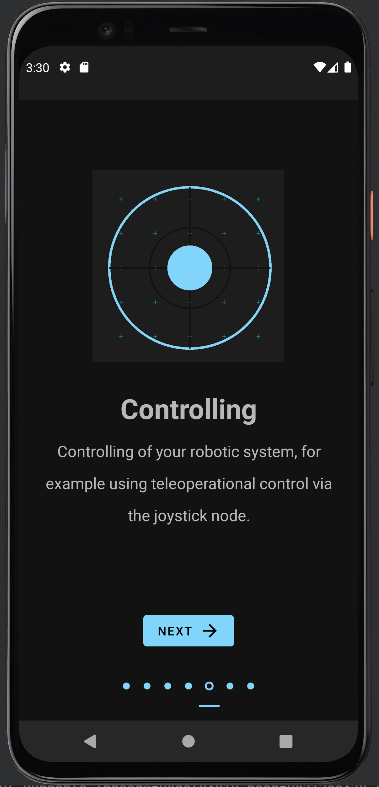 3:30
Controlling
Controlling of your robotic system, for
example using teleoperational control via
the joystick node.
NEXT